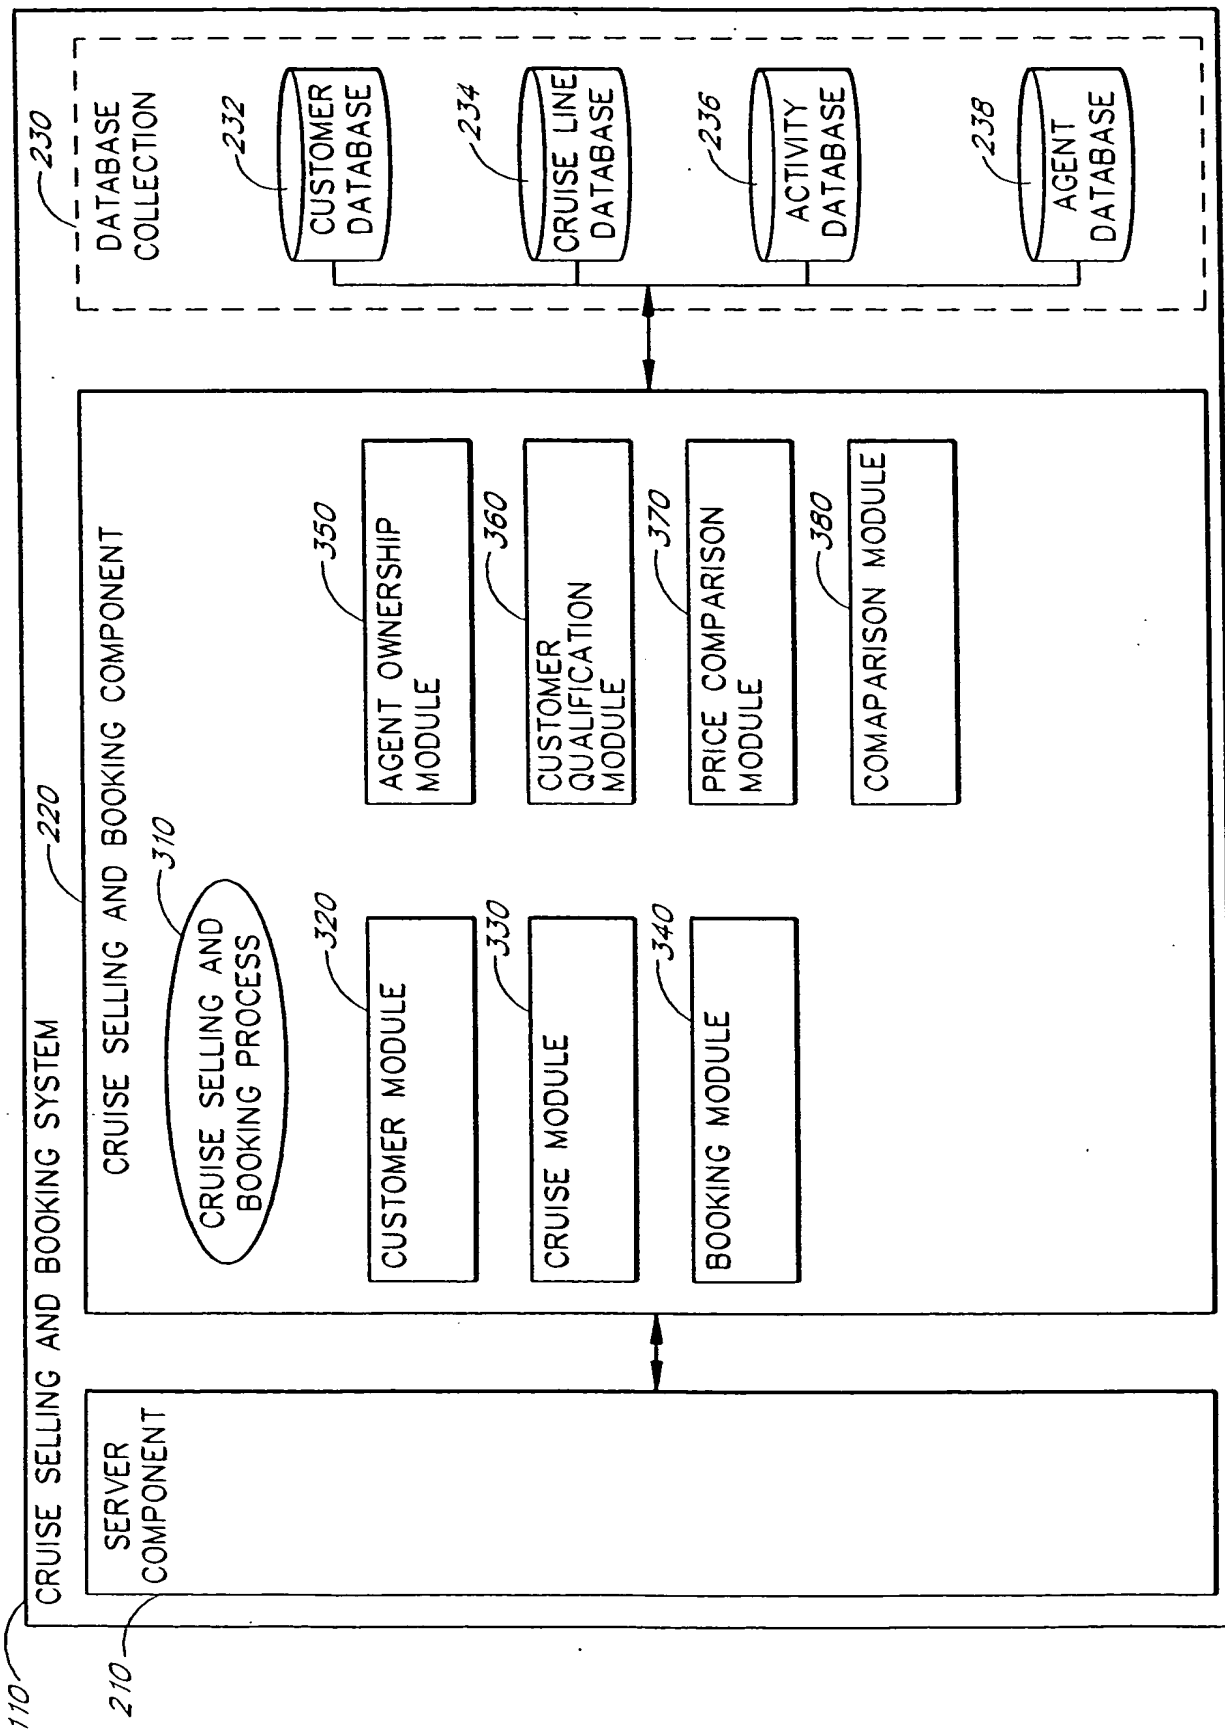 110
CRUISE SELLING AND BOOKING SYSTEM
210
SERVER
COMPONENT
220
CRUISE SELLING AND BOOKING COMPONENT
310
CRUISE SELLING AND
BOOKING PROCESS
320
CUSTOMER MODULE
330
CRUISE MODULE
340
BOOKING MODULE
350
AGENT OWNERSHIP
MODULE
360
CUSTOMER
QUALIFICATION
MODULE
370
PRICE COMPARISON
MODULE
380
COMAPARISON MODULE
230
DATABASE
COLLECTION
232
CUSTOMER
DATABASE
234
CRUISE LINE
DATABASE
236
ACTIVITY
DATABASE
238
AGENT
DATABASE